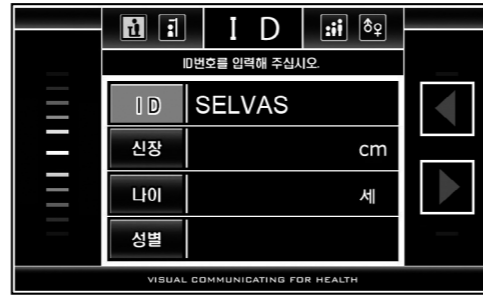 ID
ID번호를 입력해 주십시오.
ID SELVAS
신장 cm
나이 세
성별
VISUAL COMMUNICATING FOR HEALTH